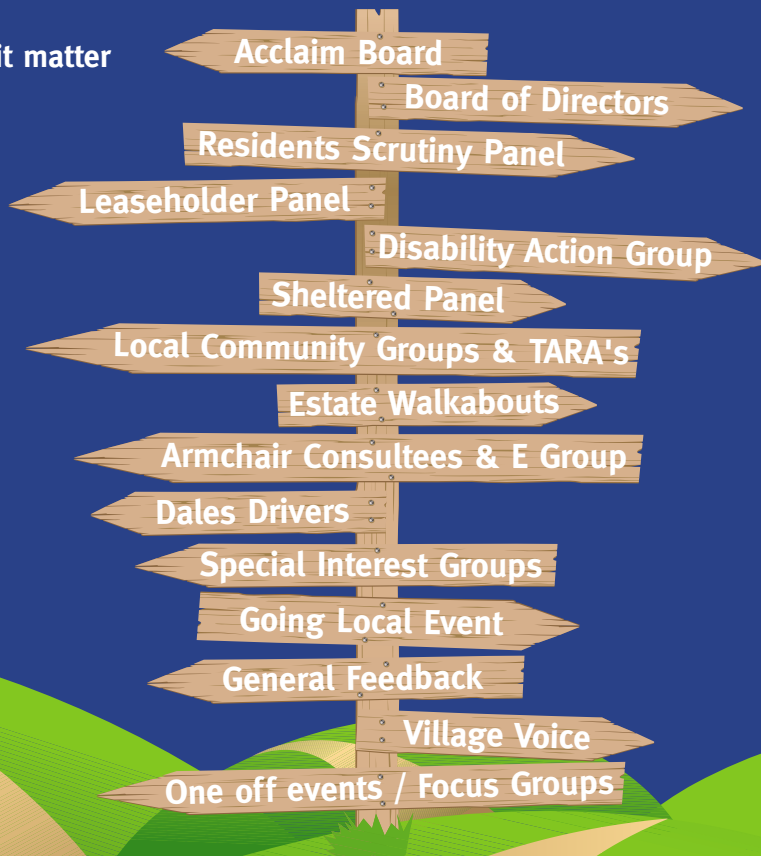 it matter
Acclaim Board
Board of Directors
Residents Scrutiny Panel
Leaseholder Panel
Disability Action Group
Sheltered Panel
Local Community Groups & TARA's
Estate Walkabouts
Armchair Consultees & E Group
Dales Drivers
Special Interest Groups
Going Local Event
General Feedback
Village Voice
One off events / Focus Groups